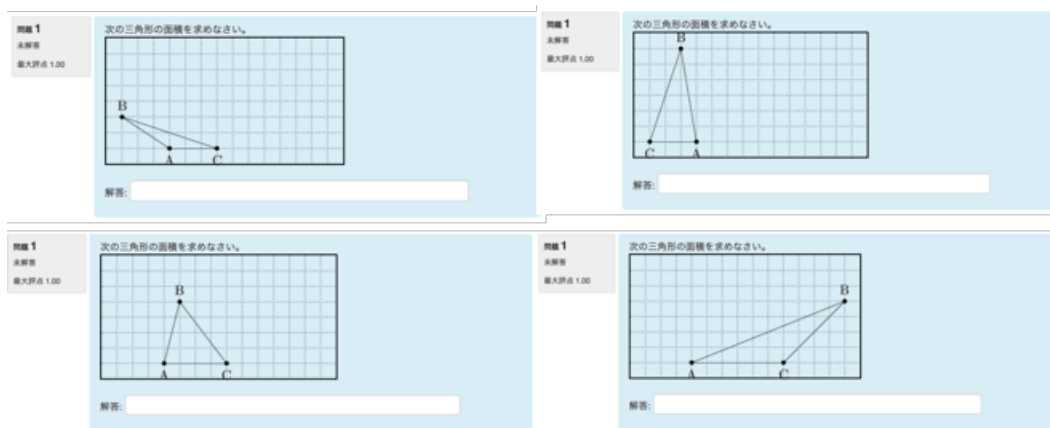 問題 1
未解答
最大評点 1.00
次の三角形の面積を求めなさい。
B
A
C
解答:
問題 1
未解答
最大評点 1.00
次の三角形の面積を求めなさい。
B
C
A
解答:
問題 1
未解答
最大評点 1.00
次の三角形の面積を求めなさい。
B
A
C
解答:
問題 1
未解答
最大評点 1.00
次の三角形の面積を求めなさい。
B
A
C
解答: